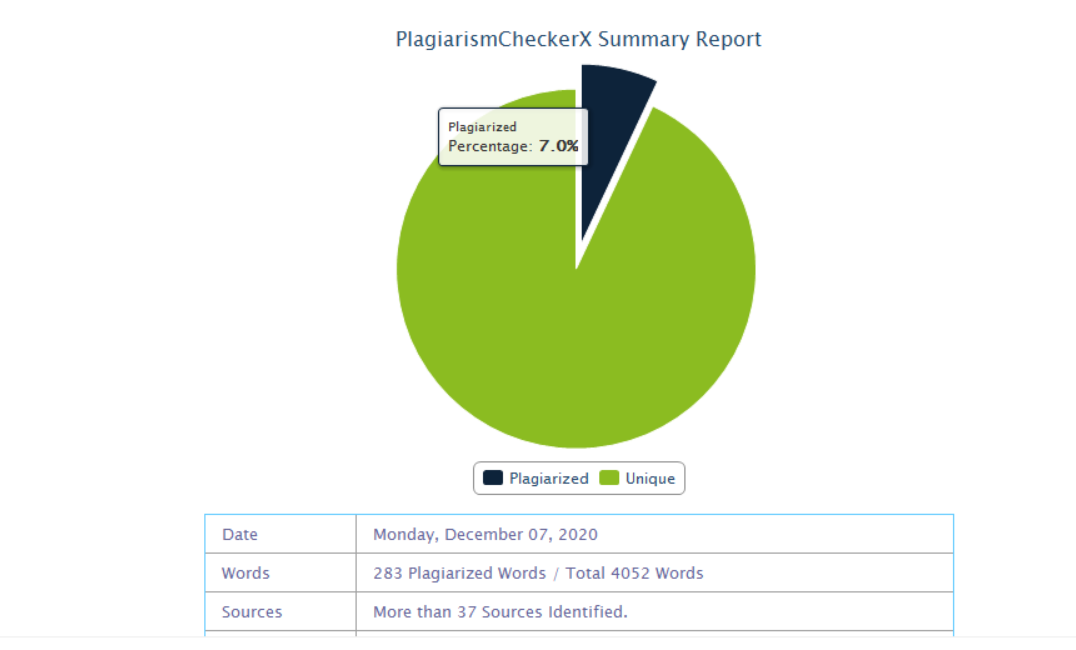 PlagiarismCheckerX Summary Report
Plagiarized
Percentage: 7.0%
Plagiarized Unique
Date Monday, December 07, 2020
Words 283 Plagiarized Words / Total 4052 Words
Sources More than 37 Sources Identified.